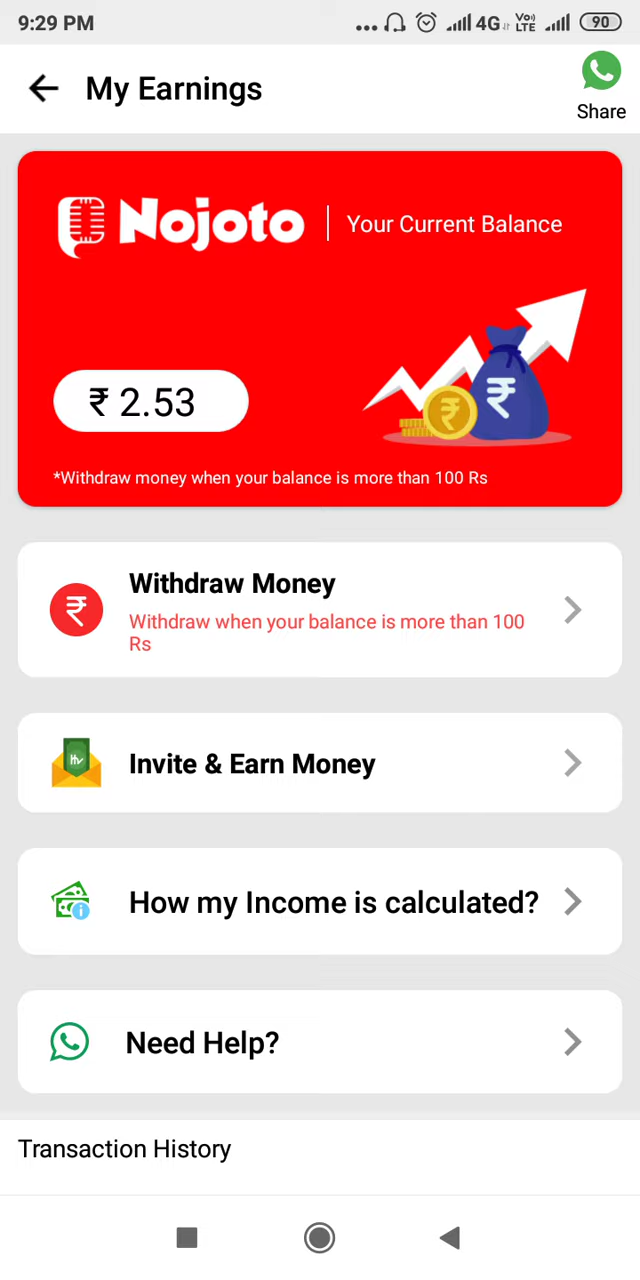 9:29 PM
4G
Vo)
LTE
90
My Earnings
Share
Nojoto
Your Current Balance
₹ 2.53
₹
₹
*Withdraw money when your balance is more than 100 Rs
₹
Withdraw Money
Withdraw when your balance is more than 100
Rs
Invite & Earn Money
How my Income is calculated?
Need Help?
Transaction History